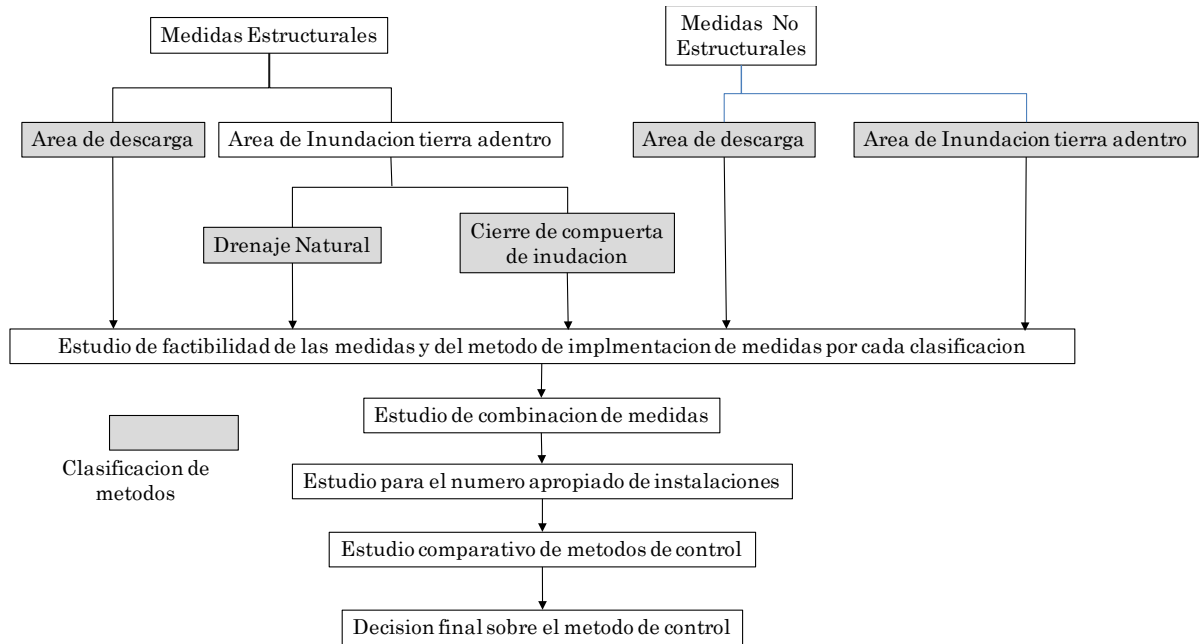 Medidas Estructurales
Medidas No
Estructurales
Area de descarga
Area de Inundacion tierra adentro
Area de descarga
Area de Inundacion tierra adentro
Drenaje Natural
Cierre de compuerta
de inudacion
Estudio de factibilidad de las medidas y del metodo de implmentacion de medidas por cada clasificacion
Estudio de combinacion de medidas
Clasificacion de
metodos
Estudio para el numero apropiado de instalaciones
Estudio comparativo de metodos de control
Decision final sobre el metodo de control